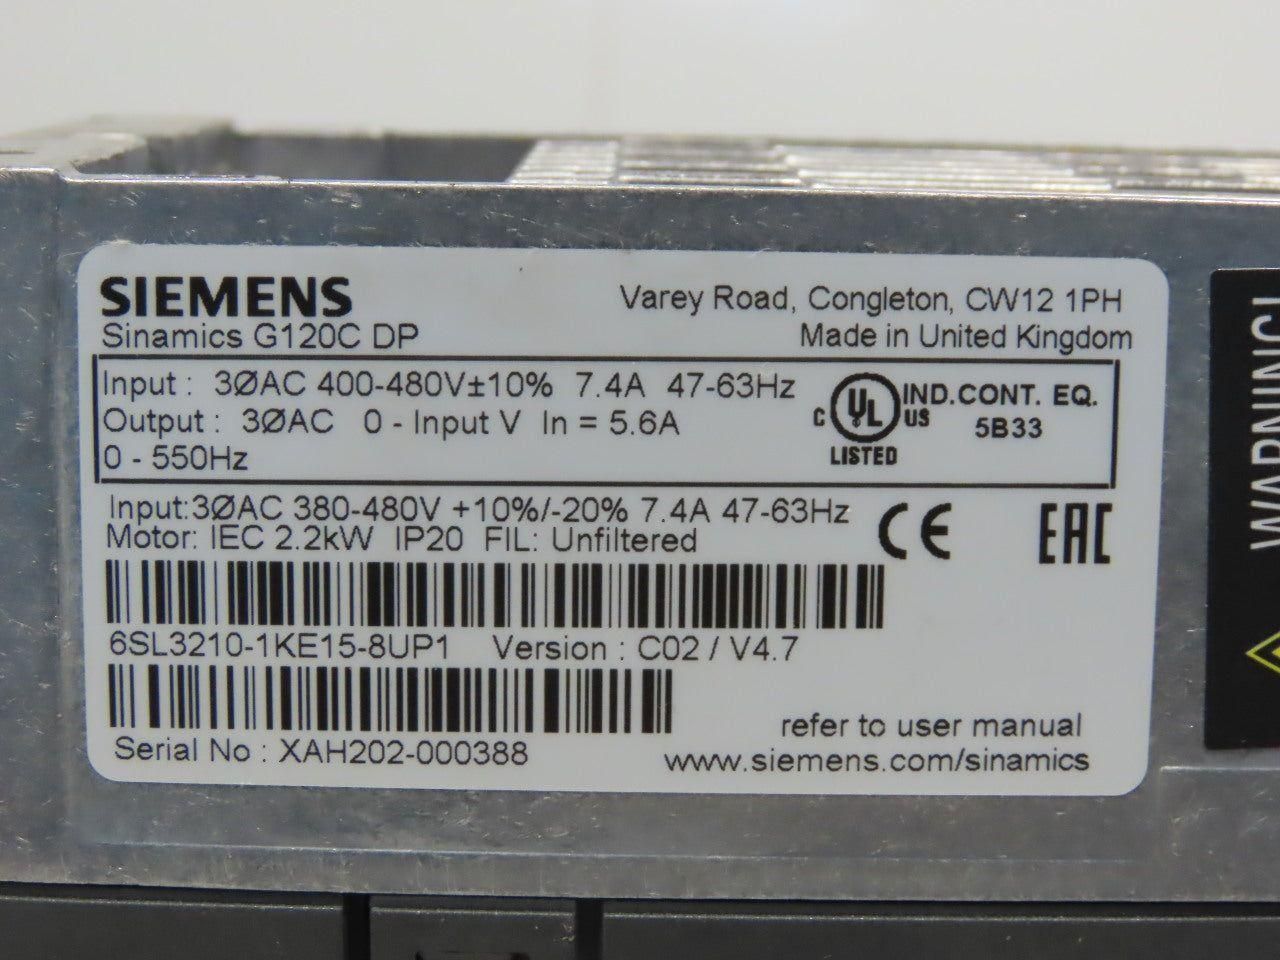 SIEMENS
Varey Road, Congleton, CW12 1PH
Sinamics G120C DP
Made in United Kingdom
Input : 3ØAC 400-480V±10% 7.4A 47-63Hz
Output : 3ØAC 0 - Input V In = 5.6A
0 - 550Hz
C UL US
LISTED
IND.CONT. EQ.
5B33
Input:3ØAC 380-480V +10%/-20% 7.4A 47-63Hz
Motor: IEC 2.2kW IP20 FIL: Unfiltered
CE
EAC
6SL3210-1KE15-8UP1 Version : C02 / V4.7
Serial No : XAH202-000388
refer to user manual
www.siemens.com/sinamics
WARNING!